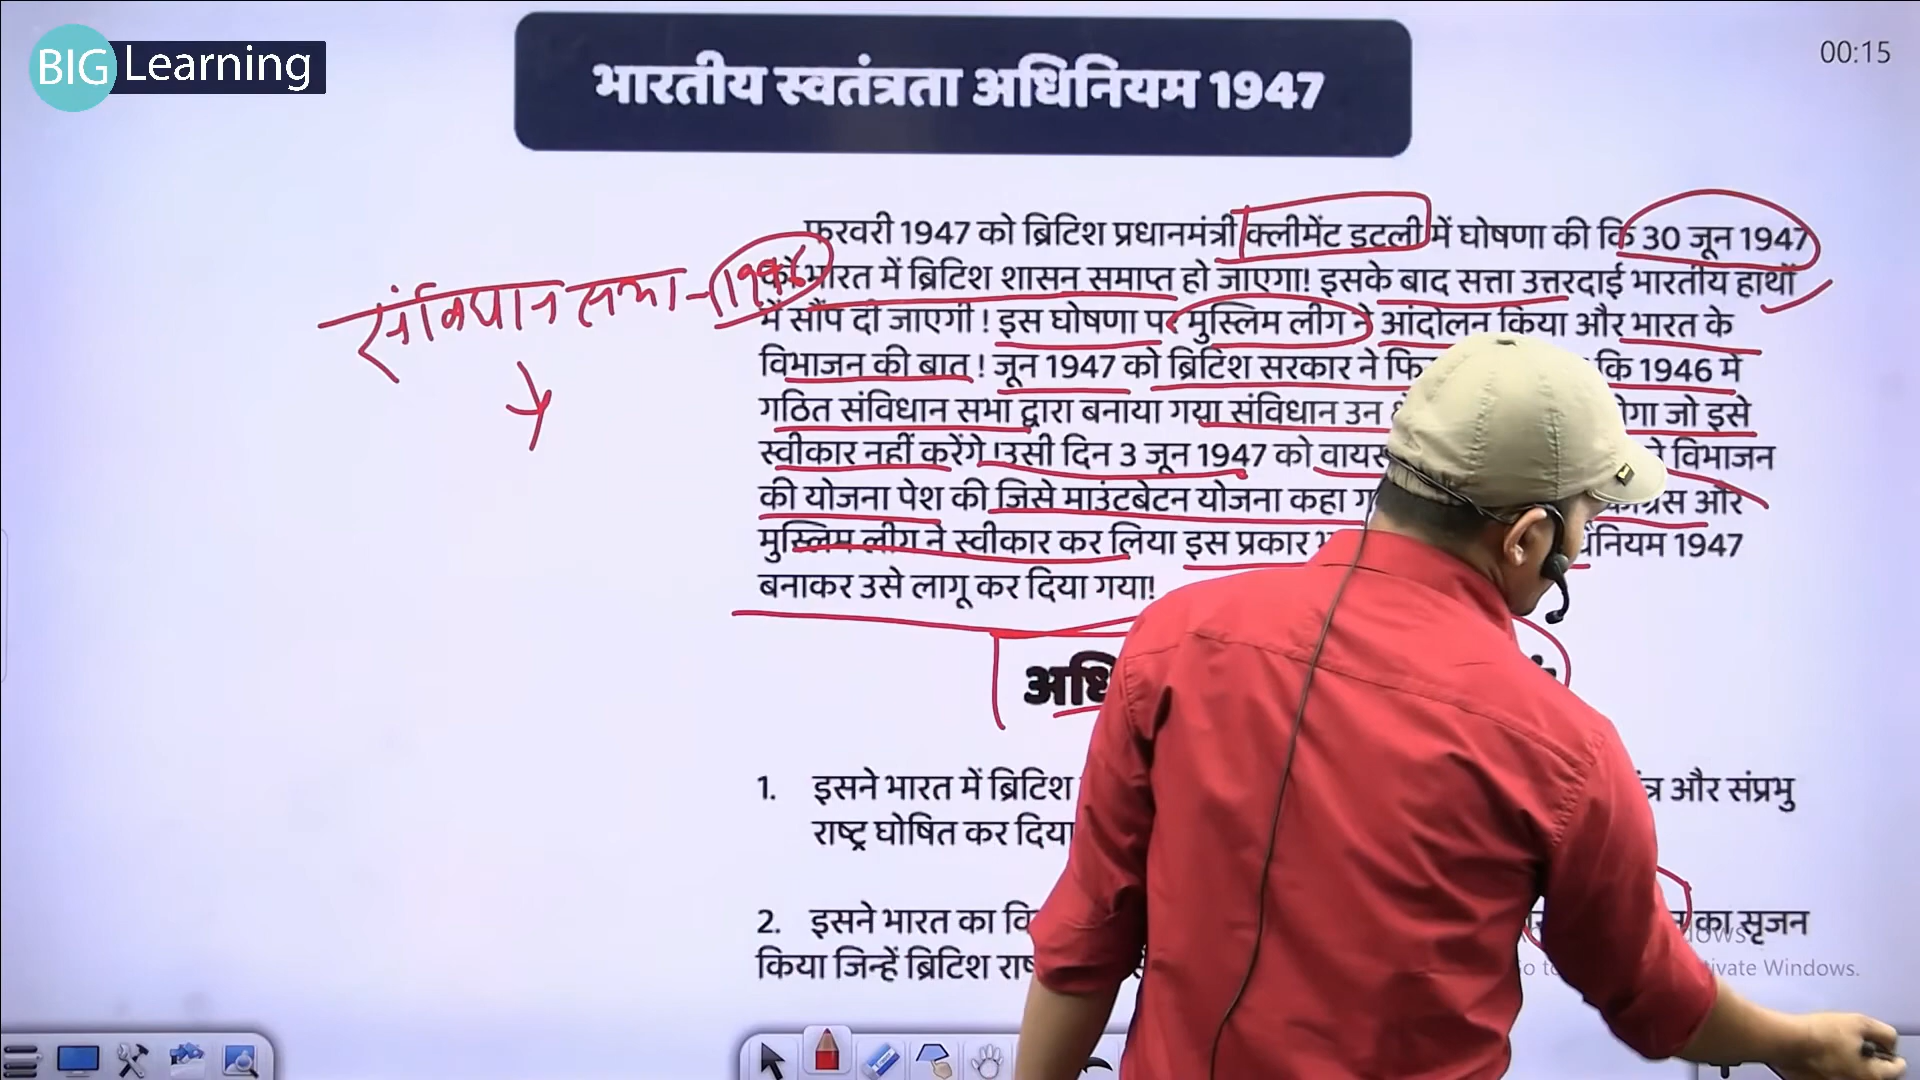 BIG Learning
00:15
भारतीय स्वतंत्रता अधिनियम 1947
फरवरी 1947 को ब्रिटिश प्रधानमंत्री क्लीमेंट इटली में घोषणा की कि 30 जून 1947
को भारत में ब्रिटिश शासन समाप्त हो जाएगा! इसके बाद सत्ता उत्तरदाई भारतीय हाथों
संविधान सभा - 1946
में सौंप दी जाएगी ! इस घोषणा पर मुस्लिम लीग ने आंदोलन किया और भारत के
विभाजन की बात ! जून 1947 को ब्रिटिश सरकार ने कि 1946 में
गठित संविधान सभा द्वारा बनाया गया संविधान उन जो इसे
स्वीकार नहीं करेंगे !उसी दिन 3 जून 1947 को विभाजन
की योजना पेश की जिसे माउंटबेटन योजना कहा और
मुस्लिम लीग ने स्वीकार कर लिया इस प्रकार 1947
बनाकर उसे लागू कर दिया गया!
1. इसने भारत में ब्रिटिश और संप्रभु
राष्ट्र घोषित कर दिया
2. इसने भारत का का सृजन
किया जिन्हें ब्रिटिश
Windows.